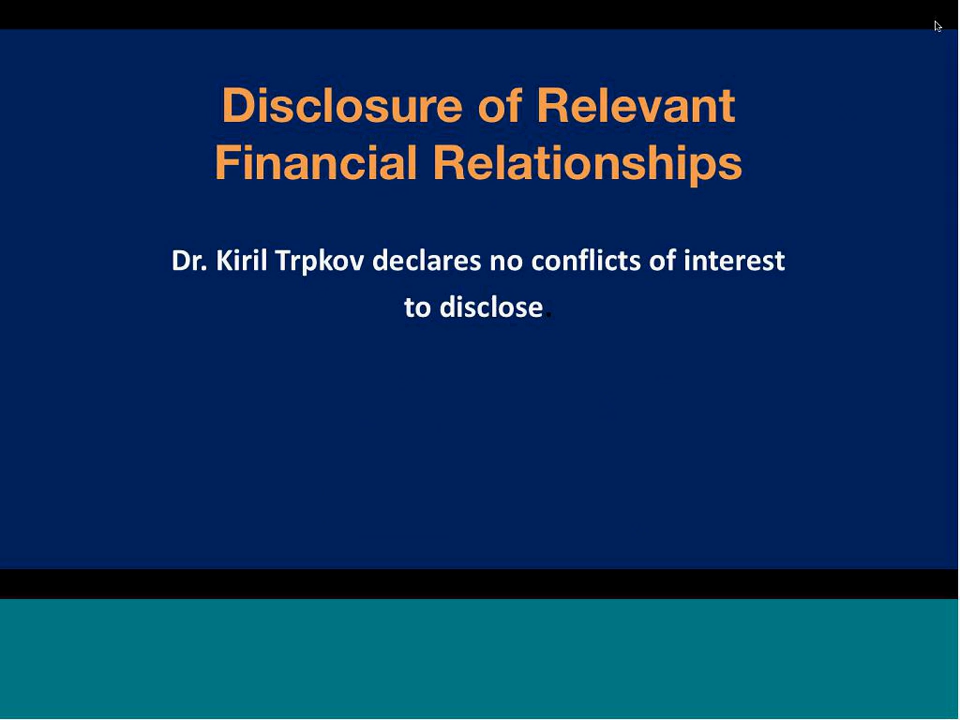 Disclosure of Relevant
Financial Relationships
Dr. Kiril Trpkov declares no conflicts of interest
to disclose.